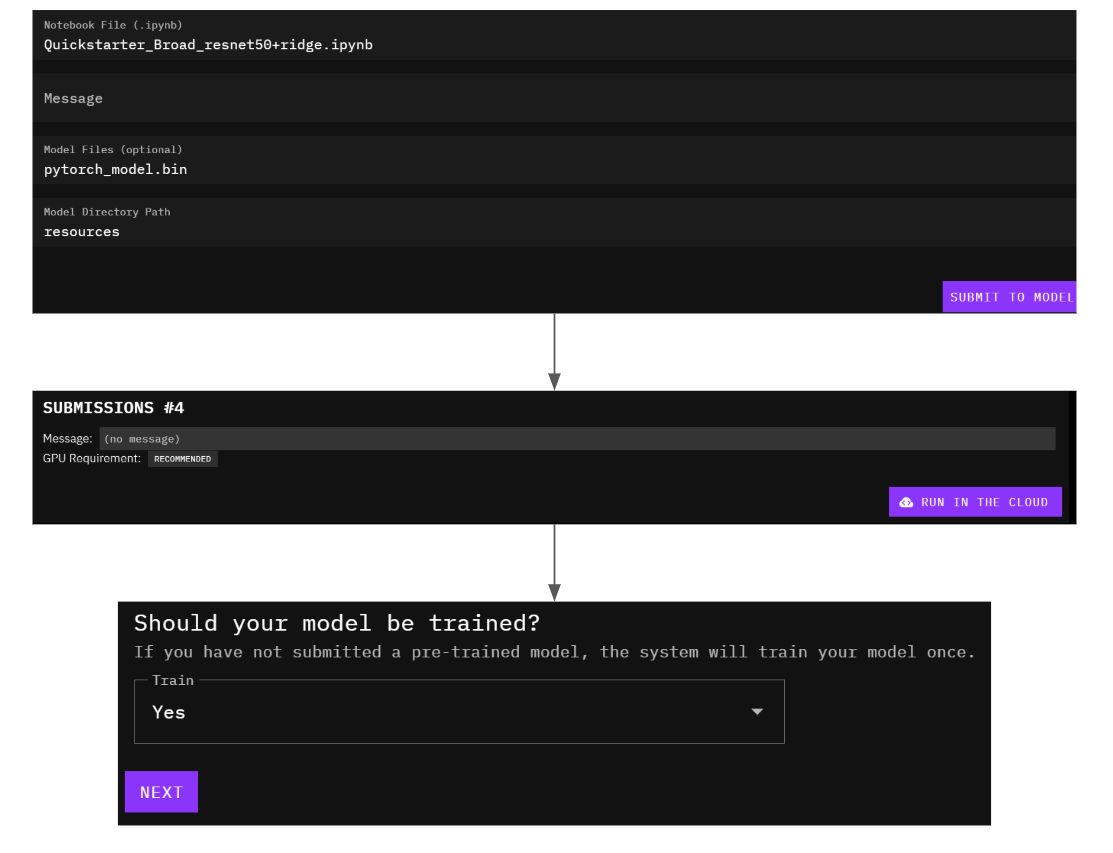 Notebook File (.ipynb)
Quickstarter_Broad_resnet50+ridge.ipynb
Message
Model Files (optional)
pytorch_model.bin
Model Directory Path
resources
SUBMIT TO MODEL
SUBMISSIONS #4
Message: (no message)
GPU Requirement: RECOMMENDED
RUN IN THE CLOUD
Should your model be trained?
If you have not submitted a pre-trained model, the system will train your model once.
Train
Yes
NEXT